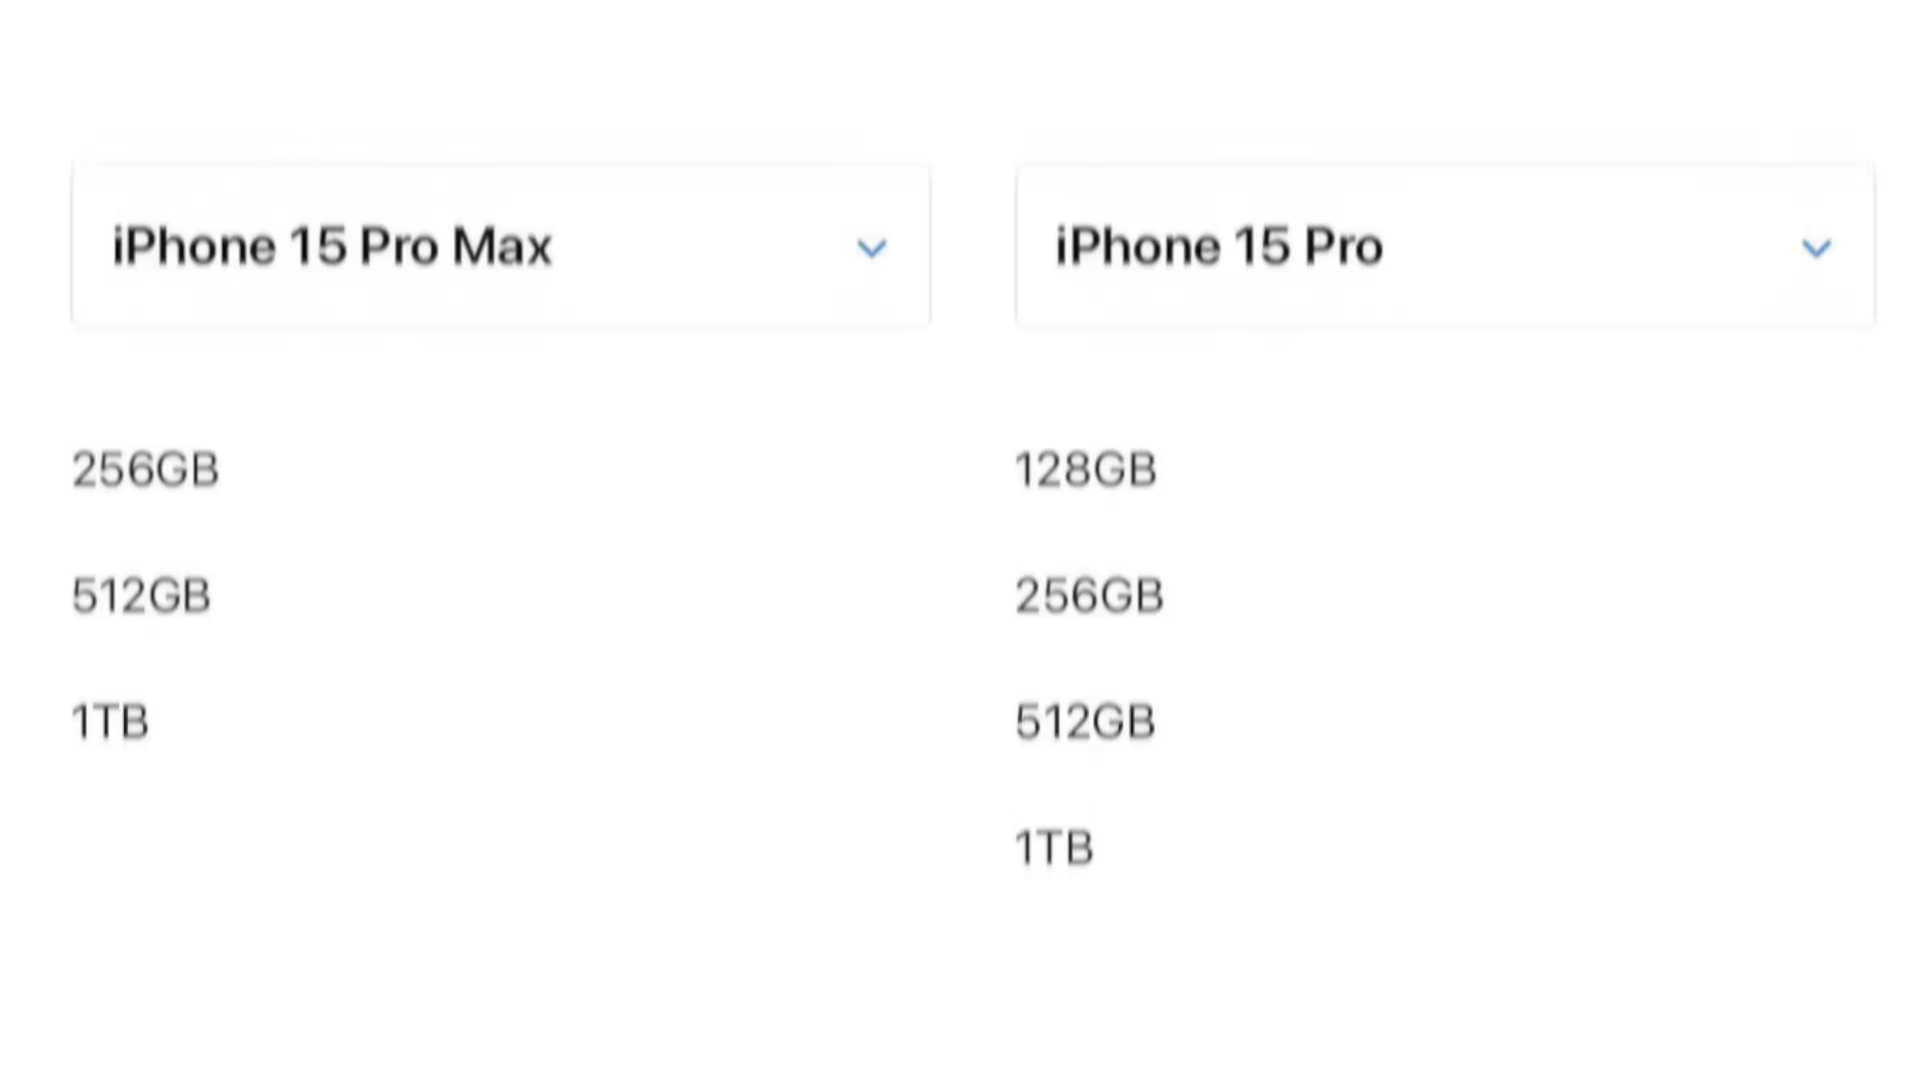 iPhone 15 Pro Max
256GB
512GB
1TB
iPhone 15 Pro
128GB
256GB
512GB
1TB